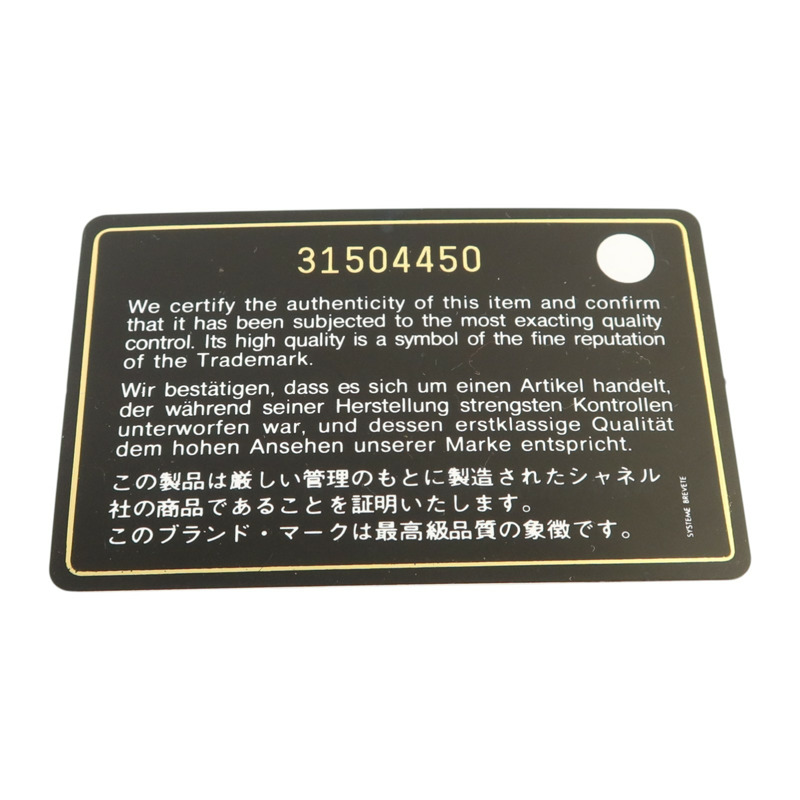 31504450
We certify the authenticity of this item and confirm
that it has been subjected to the most exacting quality
control. Its high quality is a symbol of the fine reputation
of the Trademark.
Wir bestätigen, dass es sich um einen Artikel handelt,
der während seiner Herstellung strengsten Kontrollen
unterworfen war, und dessen erstklassige Qualität
dem hohen Ansehen unserer Marke entspricht.
この製品は厳しい管理のもとに製造されたシャネル
社の商品であることを証明いたします。
このブランド・マークは最高級品質の象徴です。
SYSTEME BREVETE